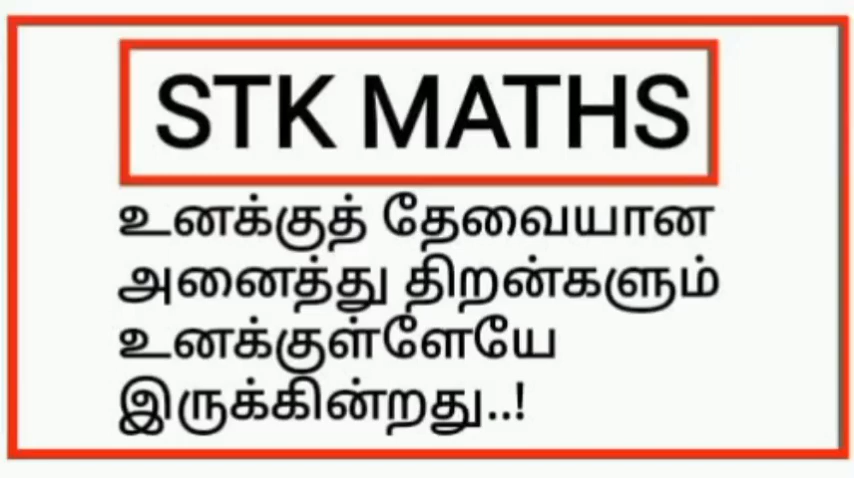 STK MATHS
உனக்குத் தேவையான
அனைத்து திறன்களும்
உனக்குள்ளேயே
இருக்கின்றது..!